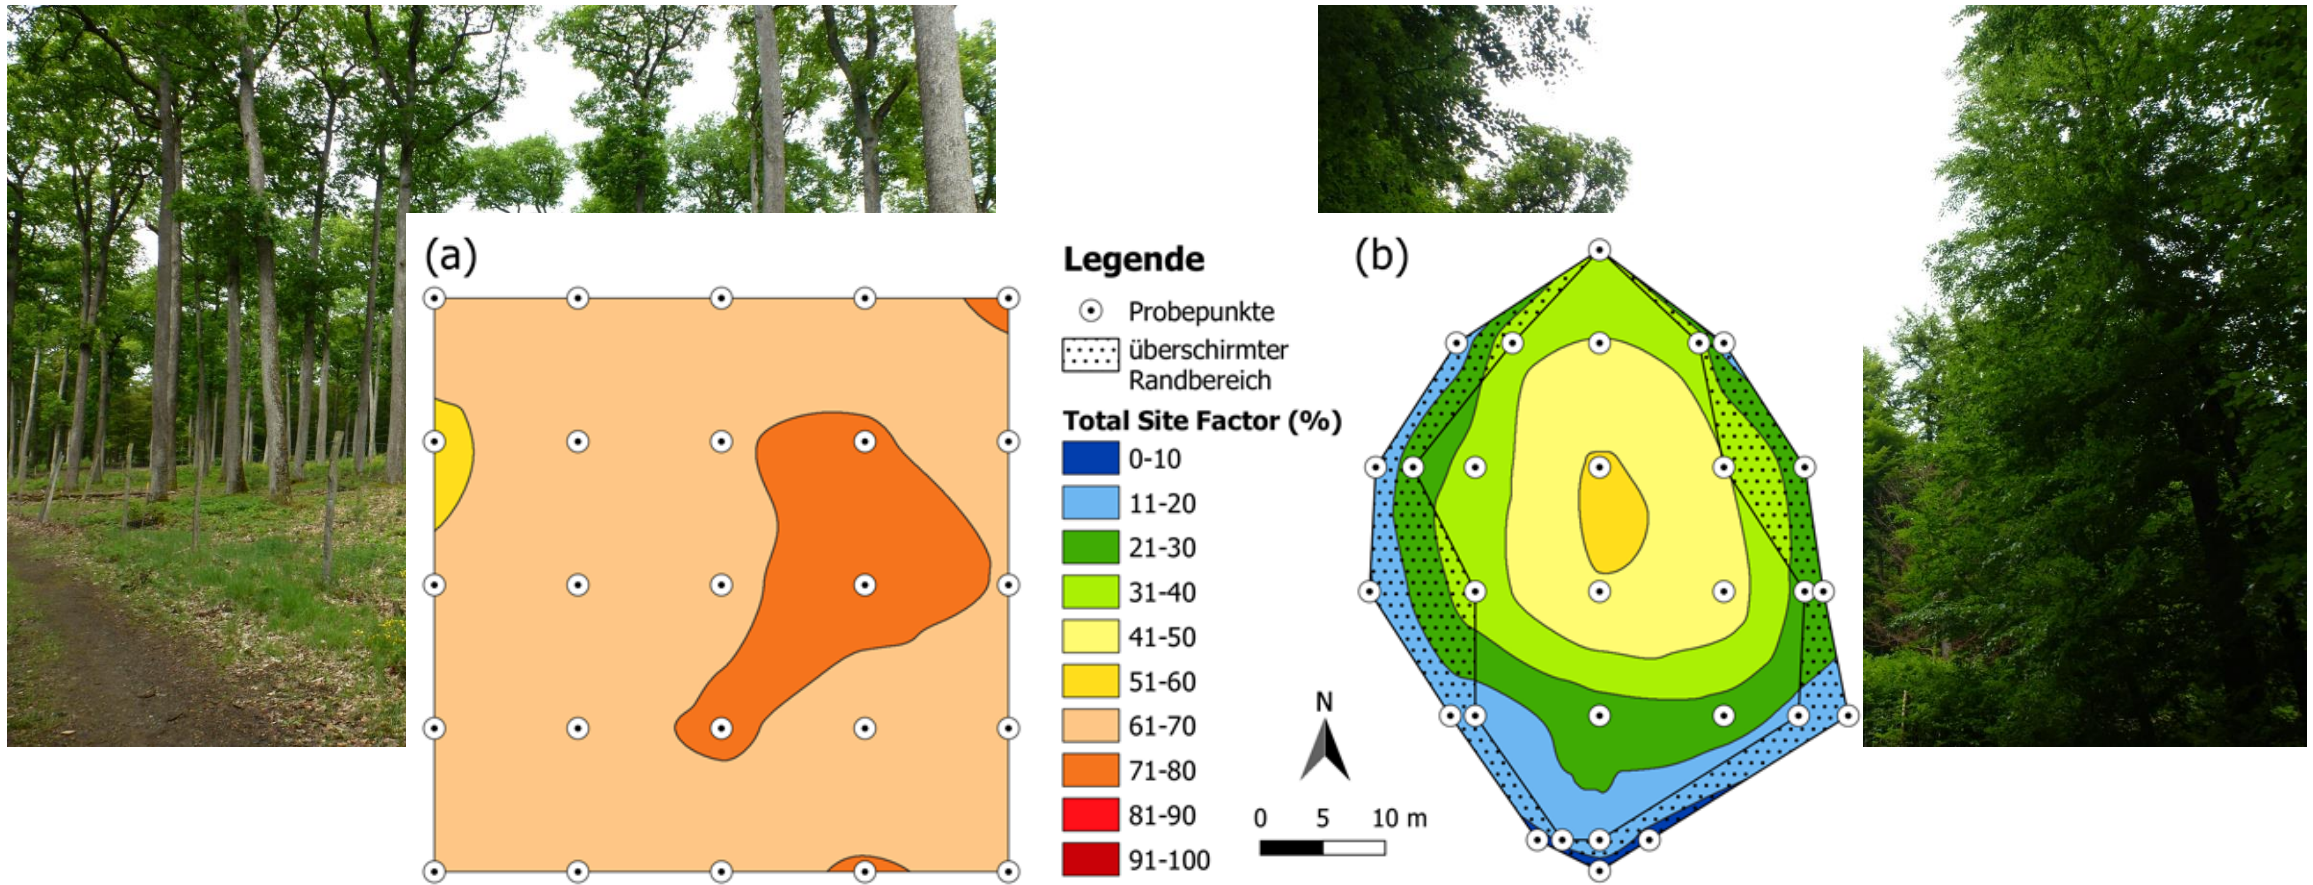 (a)
Legende
Probepunkte
überschirmter
Randbereich
Total Site Factor (%)
0-10
11-20
21-30
31-40
41-50
51-60
61-70
71-80
81-90
91-100
N
0 5 10 m
(b)